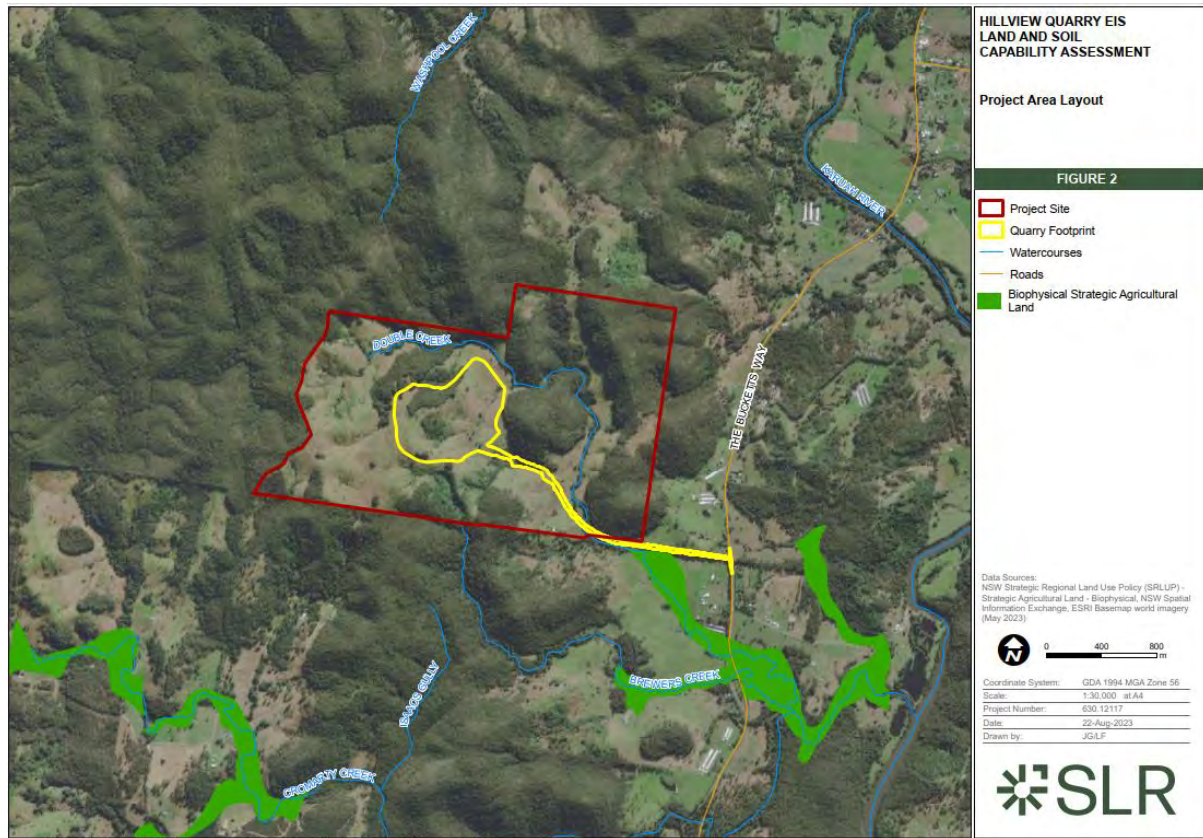 WASHPOOL CREEK
KARUAH RIVER
DOUBLE CREEK
THE BUCKETTS WAY
BREWERS CREEK
ISAACS GULLY
CROMARTY CREEK
HILLVIEW QUARRY EIS
LAND AND SOIL
CAPABILITY ASSESSMENT
Project Area Layout
FIGURE 2
Project Site
Quarry Footprint
Watercourses
Roads
Biophysical Strategic Agricultural
Land
Data Sources:
NSW Strategic Regional Land Use Policy (SRLUP) -
Strategic Agricultural Land - Biophysical, NSW Spatial
Information Exchange, ESRI Basemap world imagery
(May 2023)
N
0 400 800
m
Coordinate System: GDA 1994 MGA Zone 56
Scale: 1:30,000 at A4
Project Number: 630.12117
Date: 22-Aug-2023
Drawn by: JG/LF
SLR